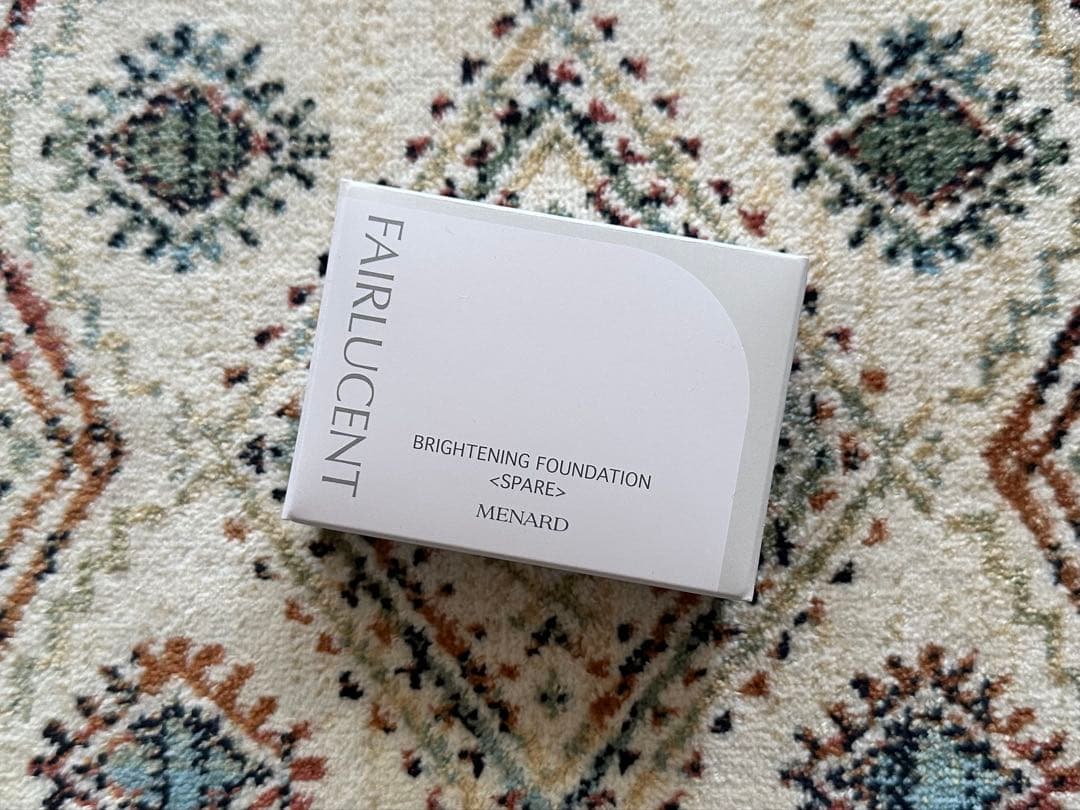 FAIRLUCENT
BRIGHTENING FOUNDATION
<SPARE>
MENARD